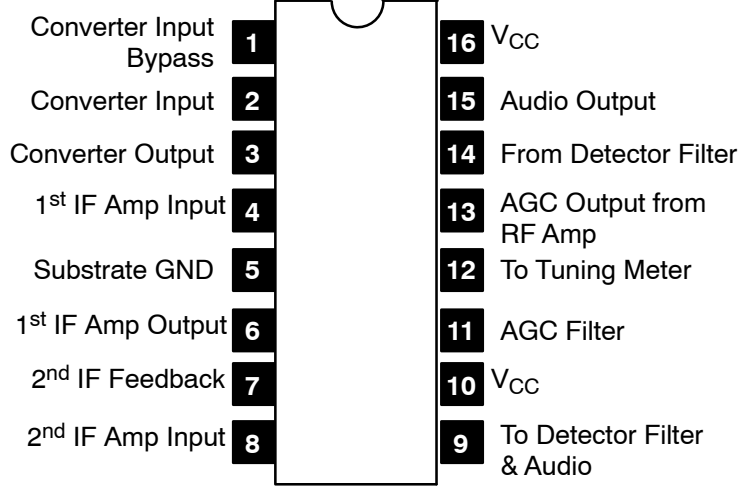 Converter Input
Bypass
1
Converter Input
2
Converter Output
3
1st IF Amp Input
4
Substrate GND
5
1st IF Amp Output
6
2nd IF Feedback
7
2nd IF Amp Input
8
16
VCC
15
Audio Output
14
From Detector Filter
13
AGC Output from
RF Amp
12
To Tuning Meter
11
AGC Filter
10
VCC
9
To Detector Filter
& Audio